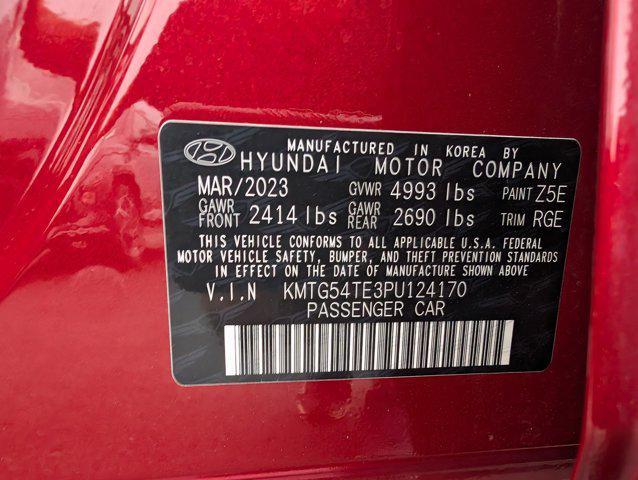 MANUFACTURED IN KOREA BY
HYUNDAI MOTOR COMPANY
MAR/2023 GVWR 4993 lbs PAINT Z5E
GAWR FRONT 2414 lbs GAWR REAR 2690 lbs TRIM RGE
THIS VEHICLE CONFORMS TO ALL APPLICABLE U.S.A. FEDERAL
MOTOR VEHICLE SAFETY, BUMPER, AND THEFT PREVENTION STANDARDS
IN EFFECT ON THE DATE OF MANUFACTURE SHOWN ABOVE
V.I.N KMTG54TE3PU124170
PASSENGER CAR